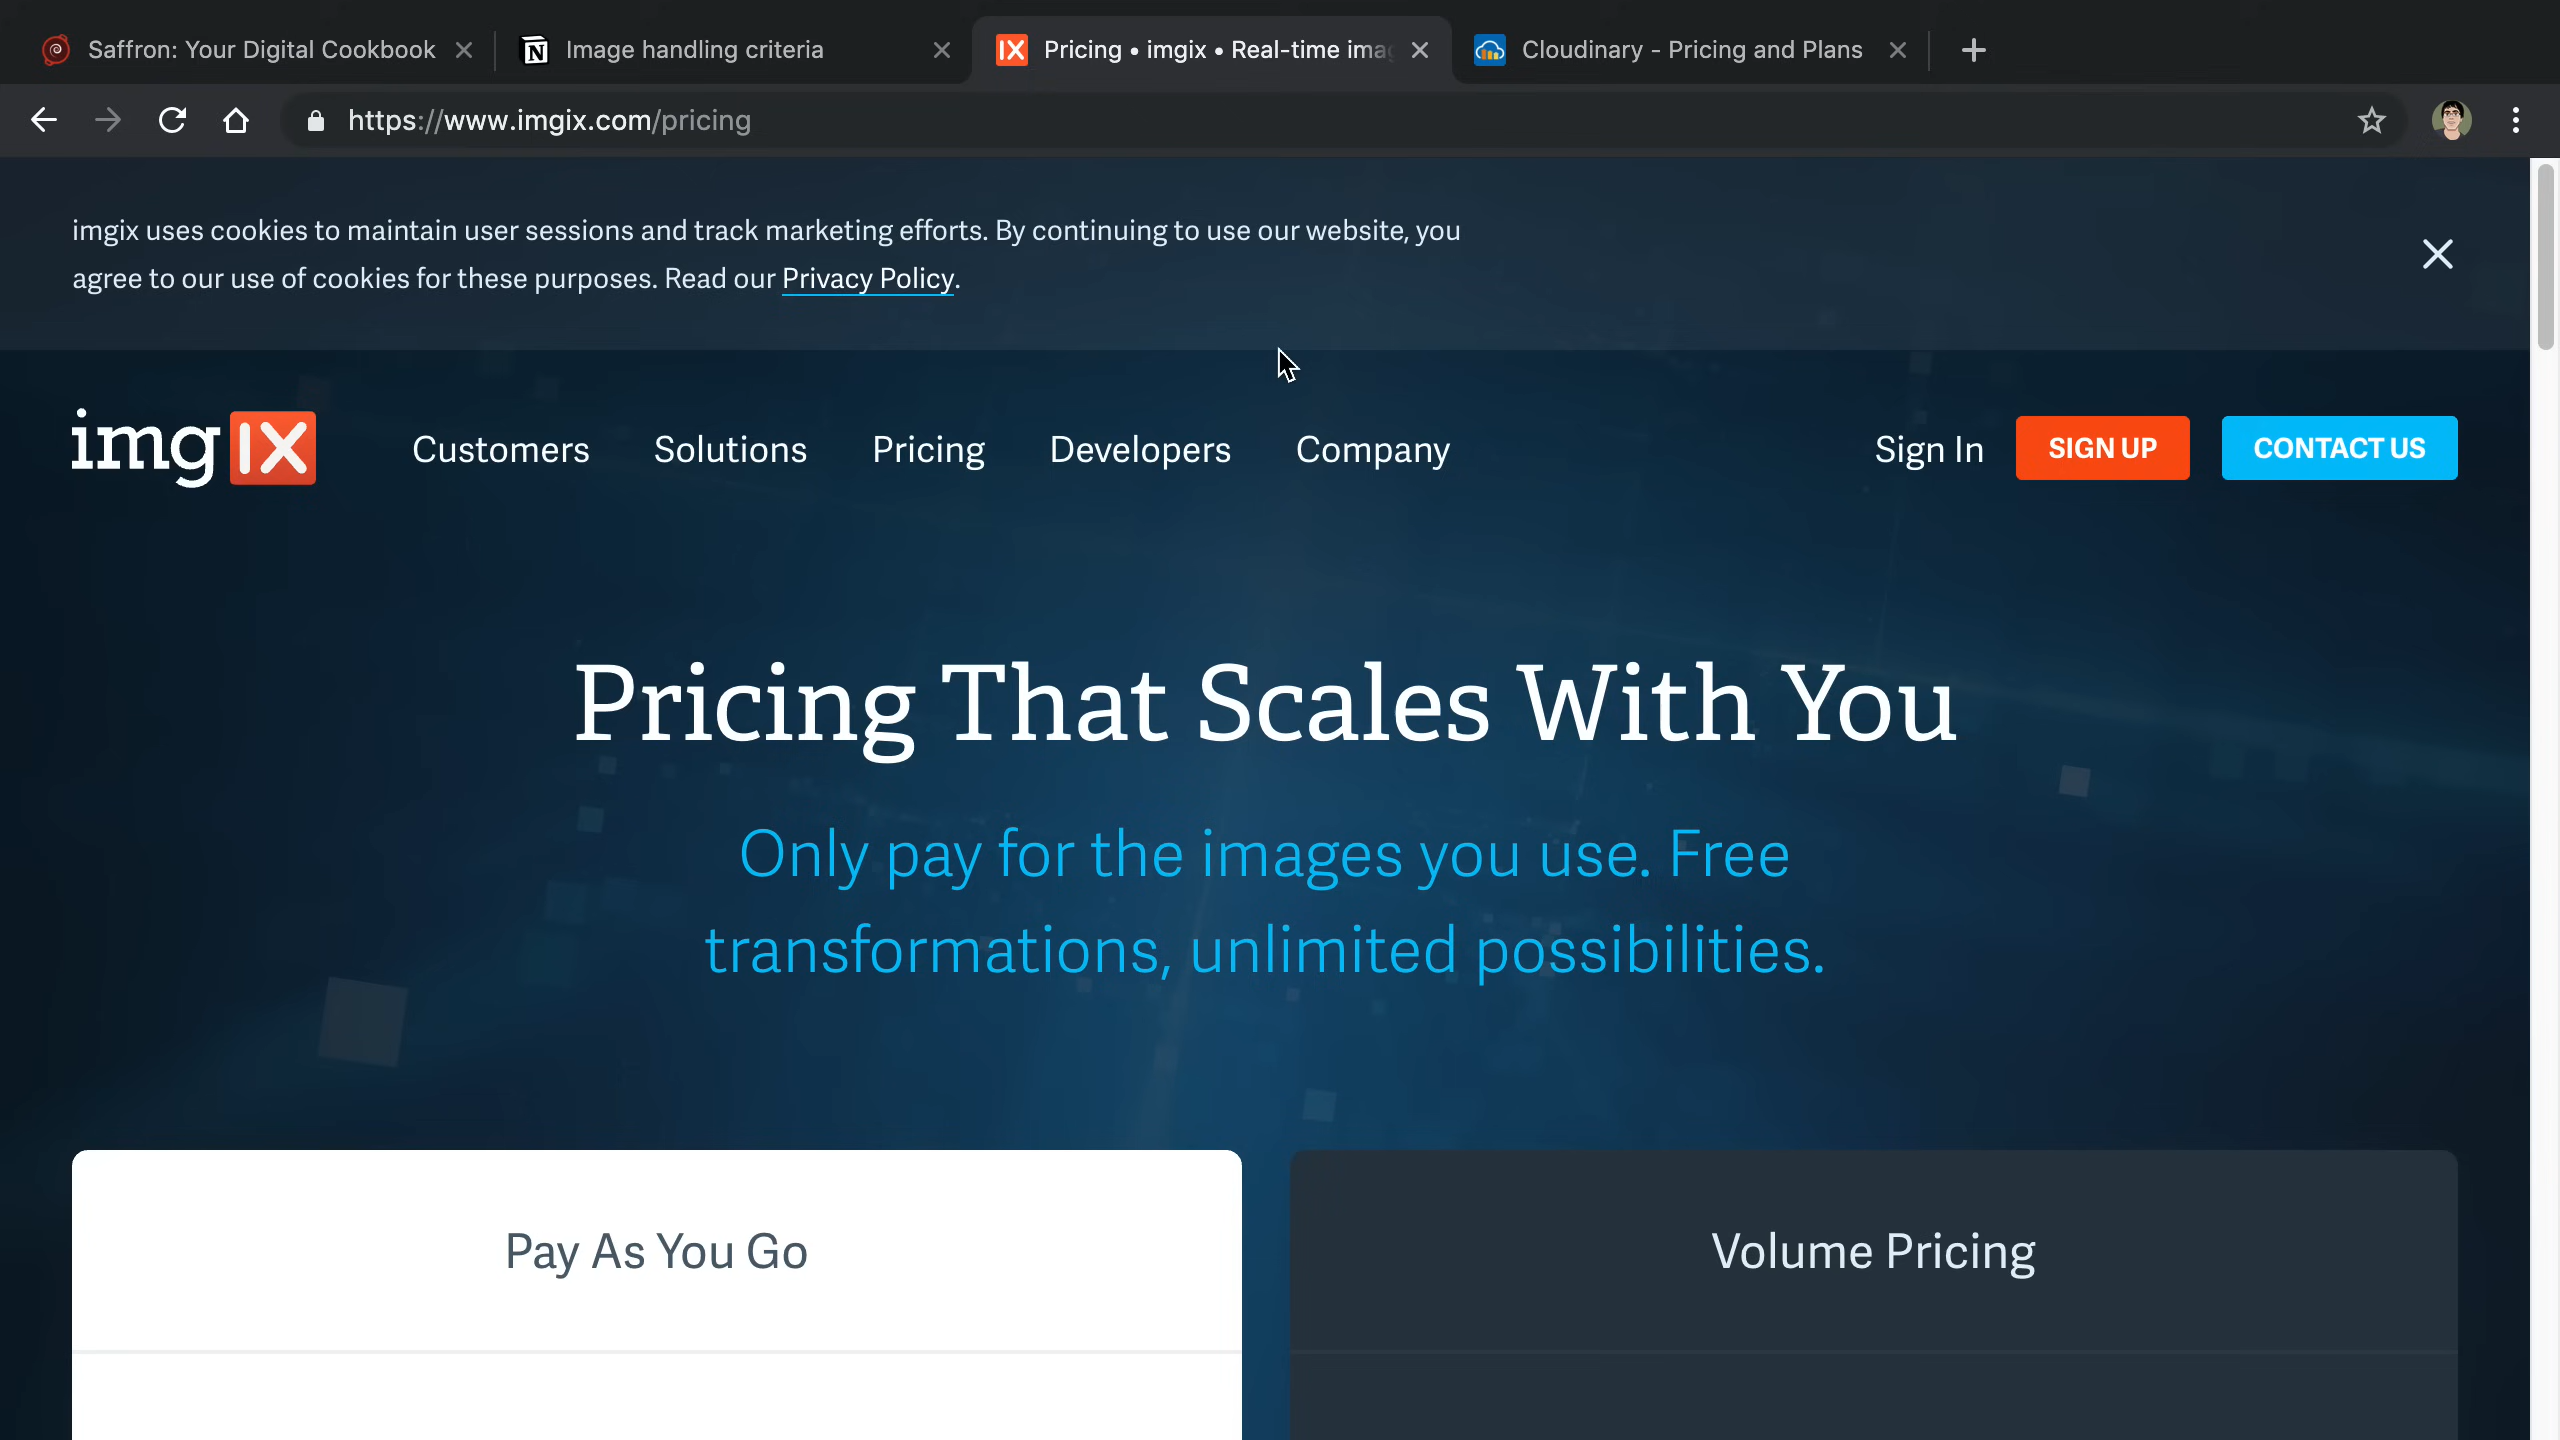 Saffron: Your Digital Cookbook
Image handling criteria
Pricing • imgix • Real-time ima
Cloudinary - Pricing and Plans
https://www.imgix.com/pricing
imgix uses cookies to maintain user sessions and track marketing efforts. By continuing to use our website, you
agree to our use of cookies for these purposes. Read our Privacy Policy.
imgIX
Customers
Solutions
Pricing
Developers
Company
Sign In
SIGN UP
CONTACT US
Pricing That Scales With You
Only pay for the images you use. Free
transformations, unlimited possibilities.
Pay As You Go
Volume Pricing